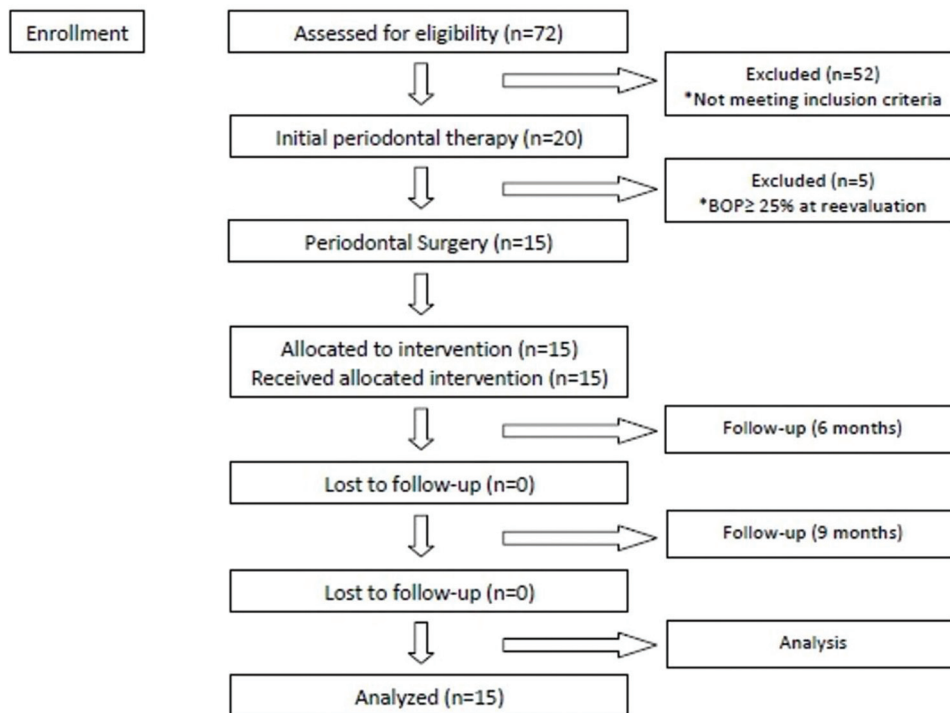 Enrollment
Assessed for eligibility (n=72)
Excluded (n=52)
*Not meeting inclusion criteria
Initial periodontal therapy (n=20)
Excluded (n=5)
*BOP≥ 25% at reevaluation
Periodontal Surgery (n=15)
Allocated to intervention (n=15)
Received allocated intervention (n=15)
Follow-up (6 months)
Lost to follow-up (n=0)
Follow-up (9 months)
Lost to follow-up (n=0)
Analysis
Analyzed (n=15)